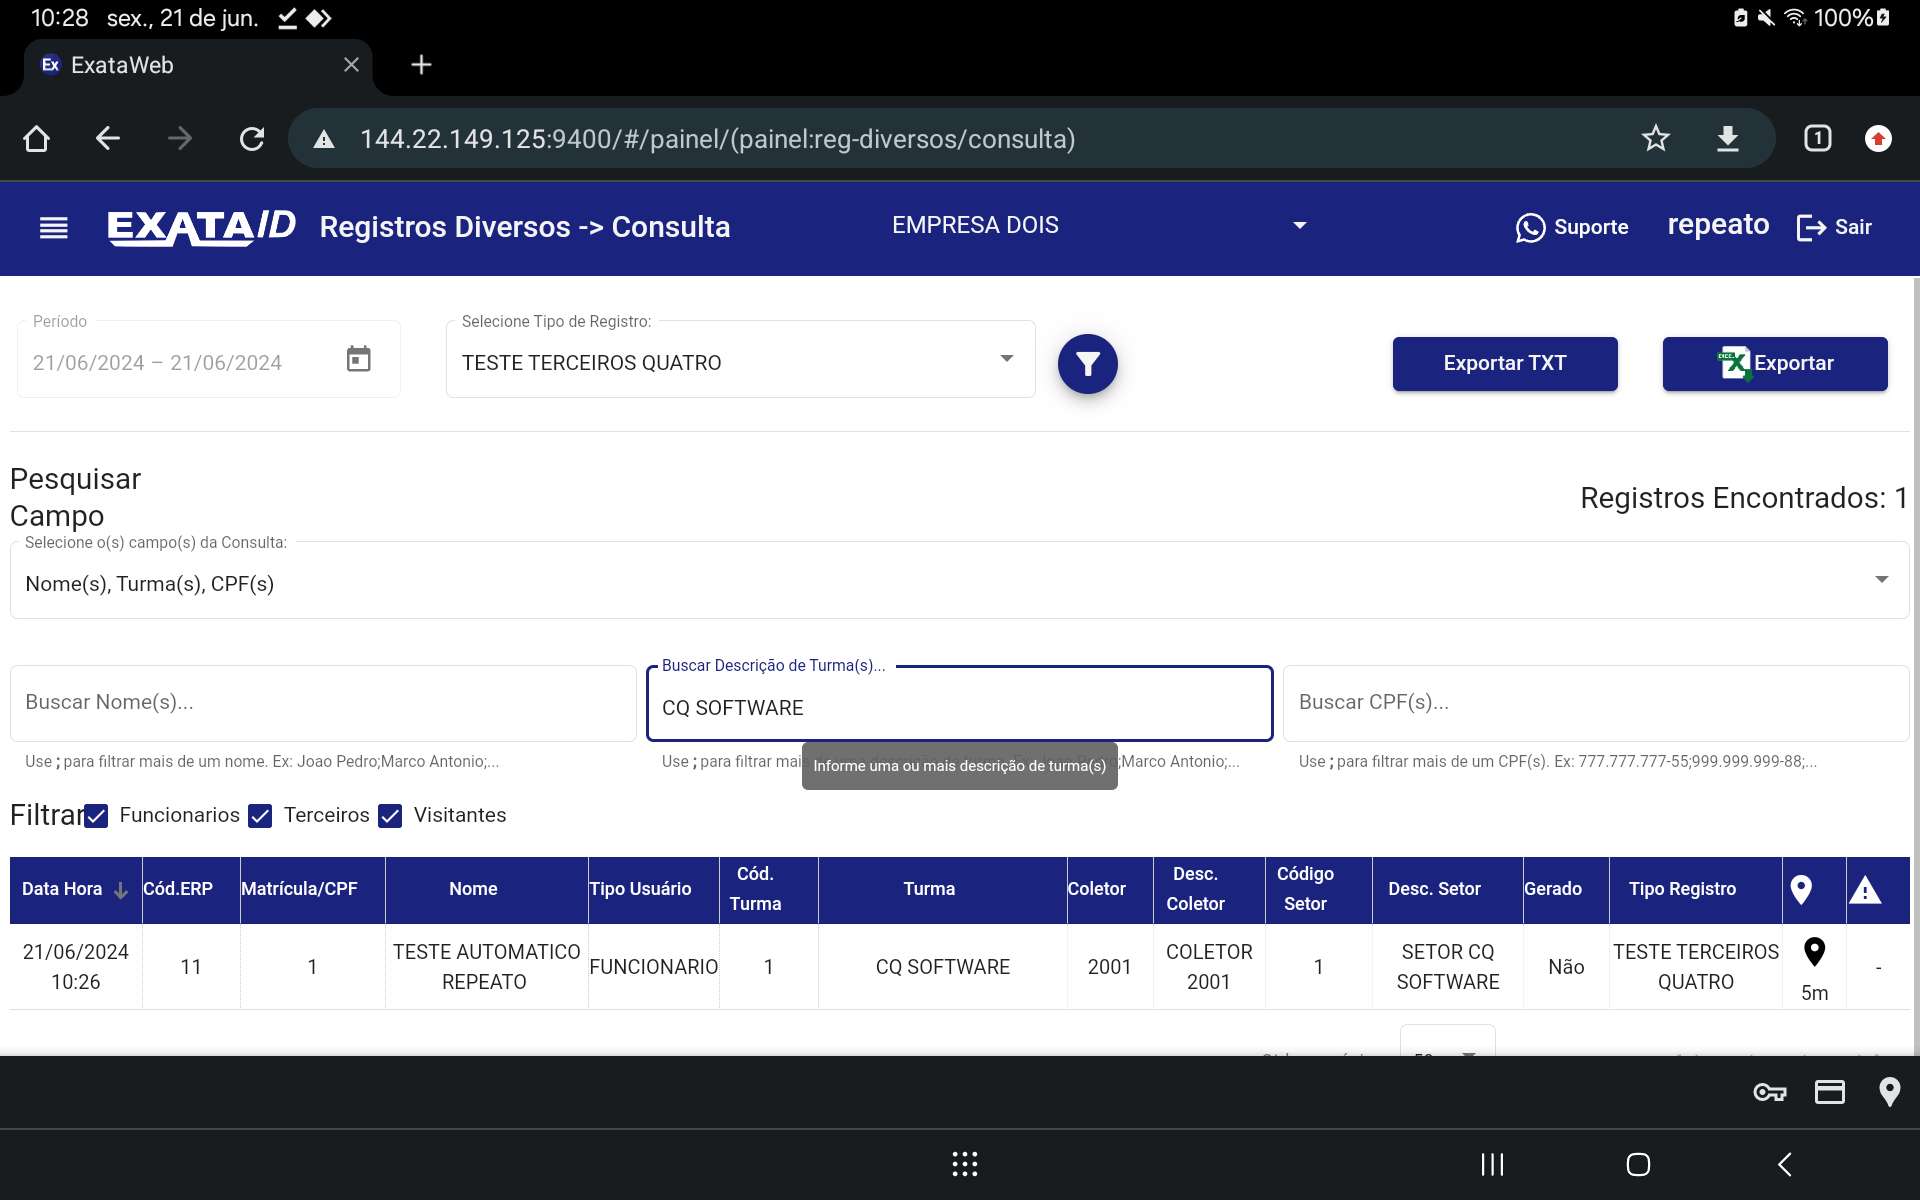 10:28 sex., 21 de jun. 100%
Ex ExataWeb
144.22.149.125:9400/#/painel/(painel:reg-diversos/consulta) 1
EXATA/ID Registros Diversos -> Consulta EMPRESA DOIS Suporte repeato Sair
Período Selecione Tipo de Registro:
21/06/2024 – 21/06/2024 TESTE TERCEIROS QUATRO Exportar TXT Exportar
Pesquisar
Campo Registros Encontrados: 1
Selecione o(s) campo(s) da Consulta:
Nome(s), Turma(s), CPF(s)
Buscar Descrição de Turma(s)...
Buscar Nome(s)... CQ SOFTWARE Buscar CPF(s)...
Use ; para filtrar mais de um nome. Ex: Joao Pedro;Marco Antonio;... Use ; para filtrar mais ;Marco Antonio;... Use ; para filtrar mais de um CPF(s). Ex: 777.777.777-55;999.999.999-88;...
Informe uma ou mais descrição de turma(s)
Filtrar Funcionarios Terceiros Visitantes
Data Hora Cód.ERP Matrícula/CPF Nome Tipo Usuário Cód. Turma Turma Coletor Desc. Coletor Código Setor Desc. Setor Gerado Tipo Registro
21/06/2024 10:26 11 1 TESTE AUTOMATICO REPEATO FUNCIONARIO 1 CQ SOFTWARE 2001 COLETOR 2001 1 SETOR CQ SOFTWARE Não TESTE TERCEIROS QUATRO 5m -